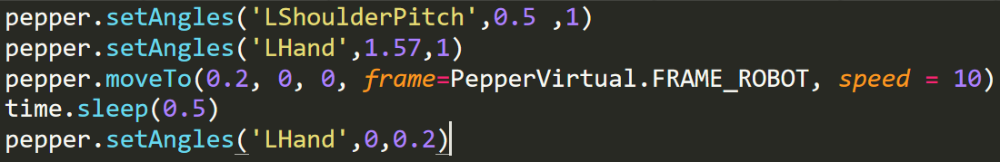 pepper.setAngles('LShoulderPitch',0.5 ,1)
pepper.setAngles('LHand',1.57,1)
pepper.moveTo(0.2, 0, 0, frame=PepperVirtual.FRAME_ROBOT, speed = 10)
time.sleep(0.5)
pepper.setAngles('LHand',0,0.2)